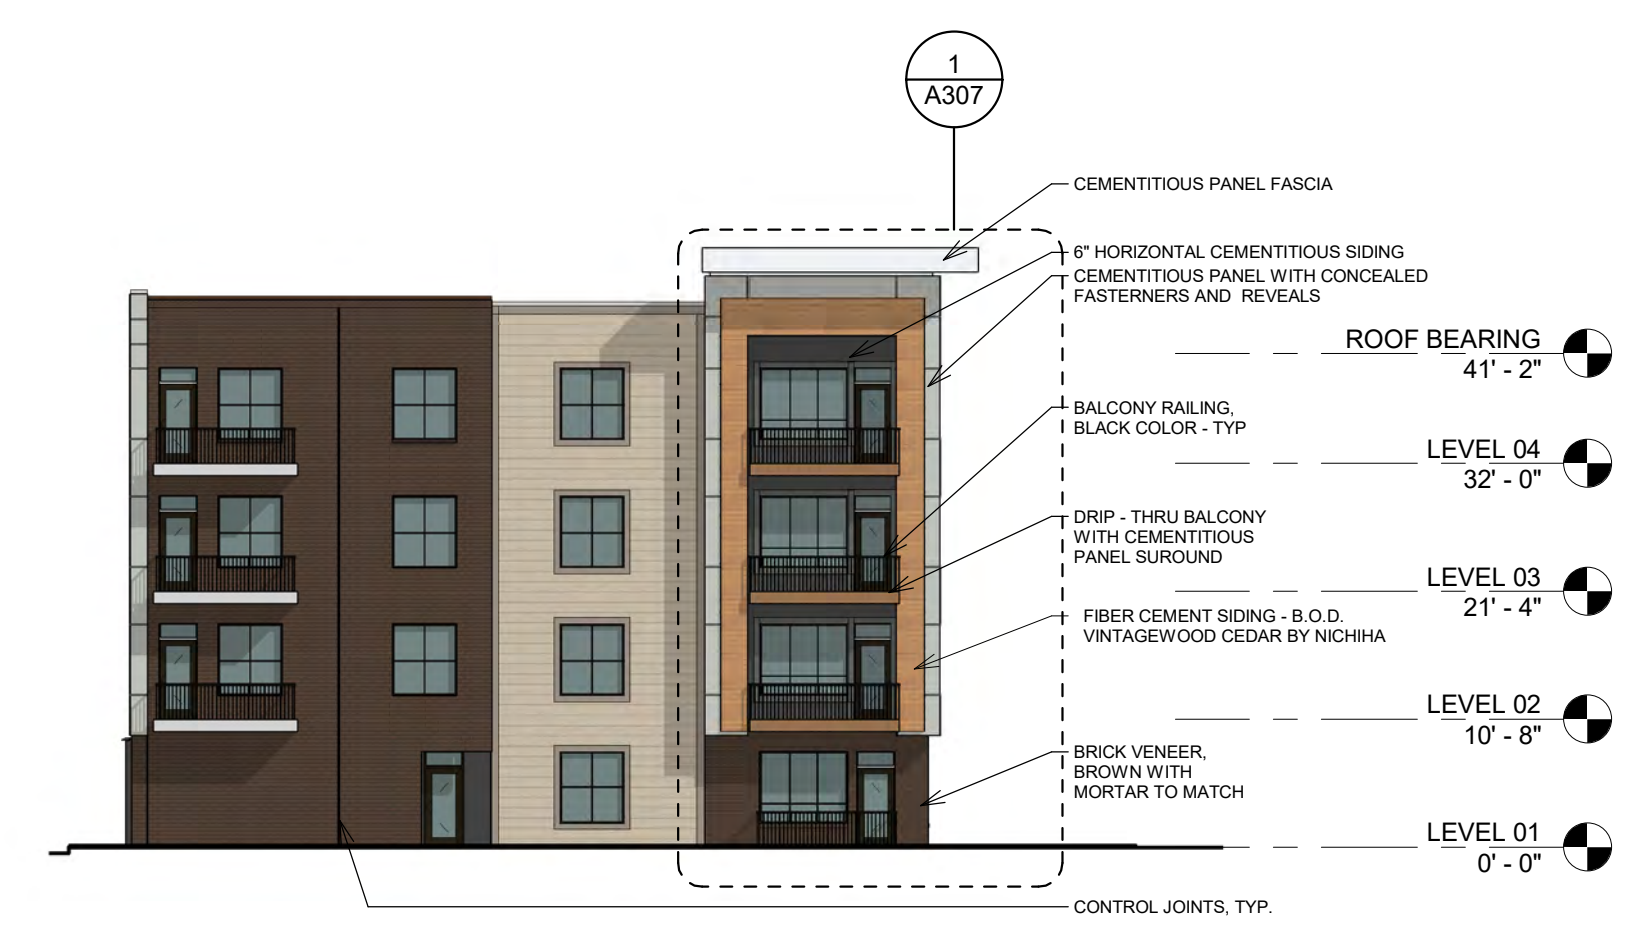 1
A307
CEMENTITIOUS PANEL FASCIA
6" HORIZONTAL CEMENTITIOUS SIDING
CEMENTITIOUS PANEL WITH CONCEALED
FASTERNERS AND REVEALS
ROOF BEARING
41' - 2"
BALCONY RAILING,
BLACK COLOR - TYP
LEVEL 04
32' - 0"
DRIP - THRU BALCONY
WITH CEMENTITIOUS
PANEL SUROUND
LEVEL 03
21' - 4"
FIBER CEMENT SIDING - B.O.D.
VINTAGEWOOD CEDAR BY NICHIHA
LEVEL 02
10' - 8"
BRICK VENEER,
BROWN WITH
MORTAR TO MATCH
LEVEL 01
0' - 0"
CONTROL JOINTS, TYP.